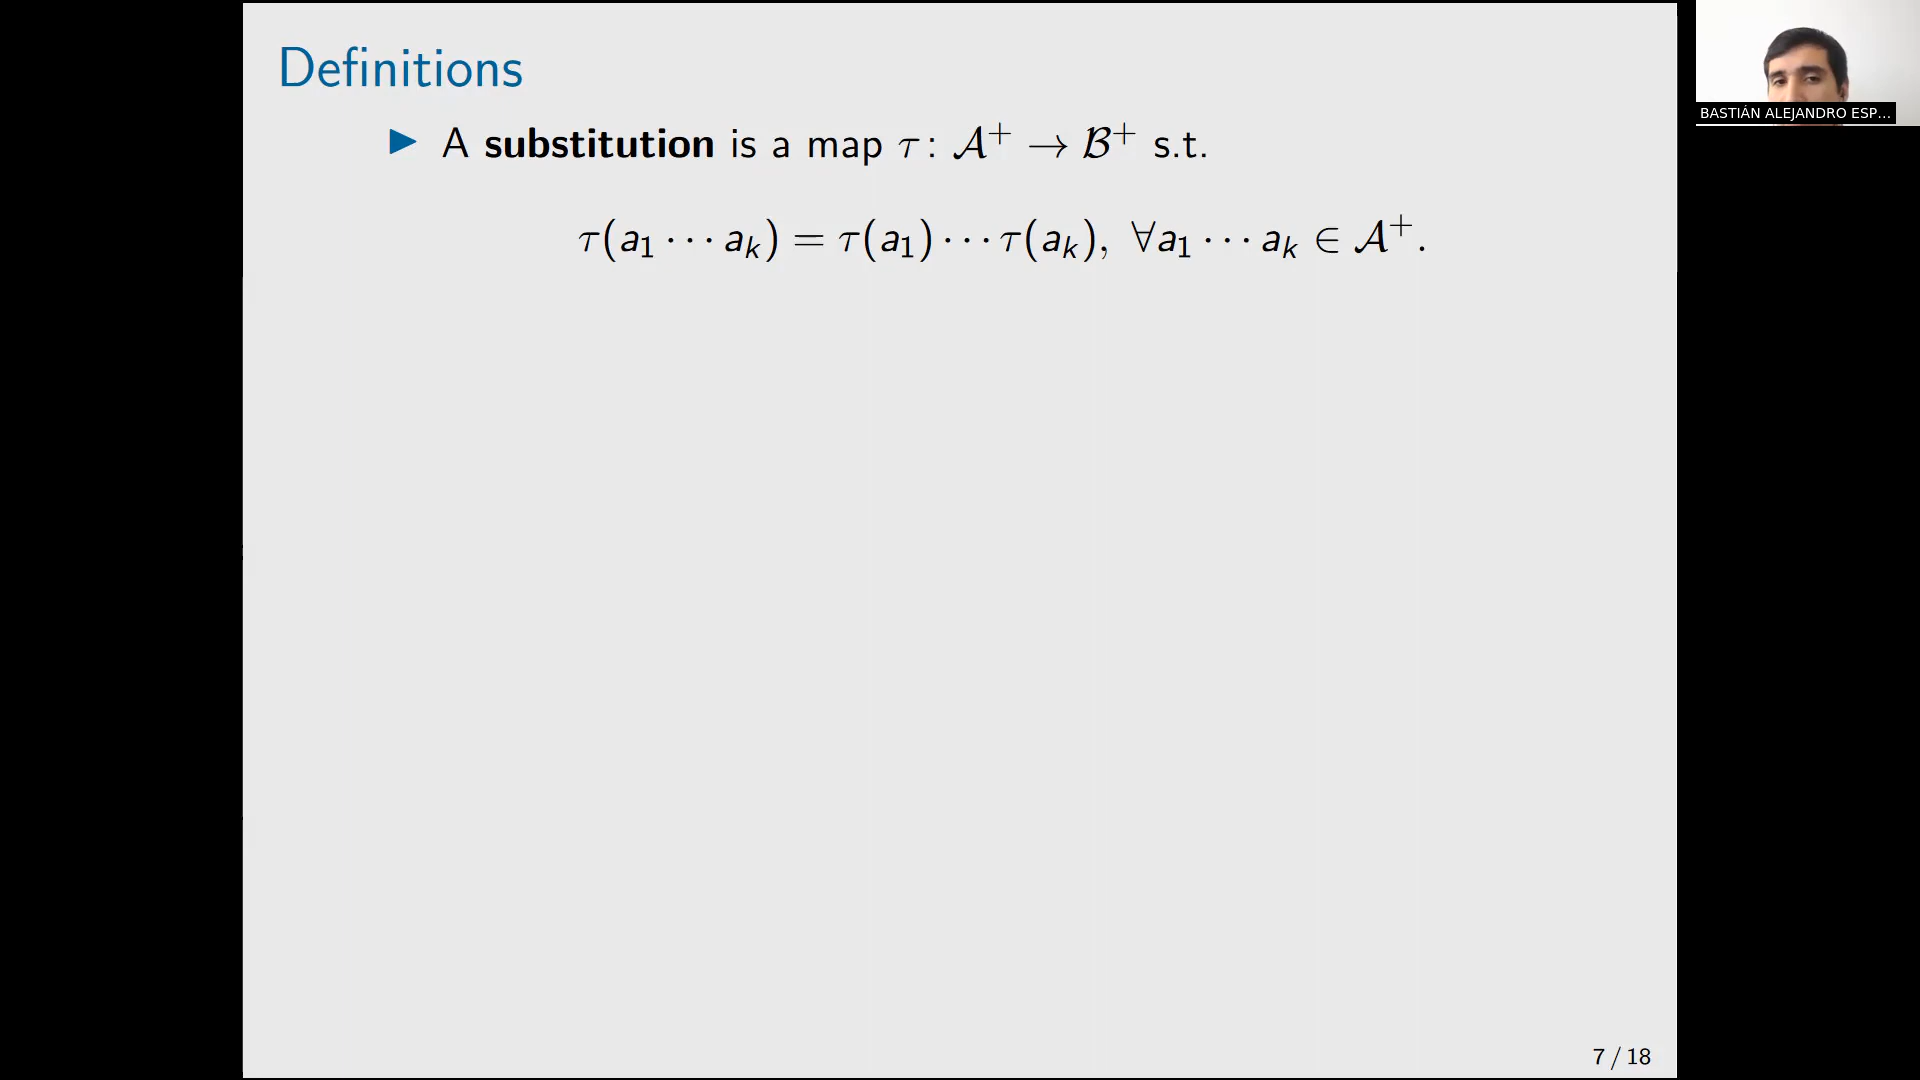 Definitions
▶ A substitution is a map τ : 𝒜⁺ → ℬ⁺ s.t.
τ(a₁ ⋯ aₖ) = τ(a₁) ⋯ τ(aₖ), ∀a₁ ⋯ aₖ ∈ 𝒜⁺.
7 / 18
BASTIÁN ALEJANDRO ESP...